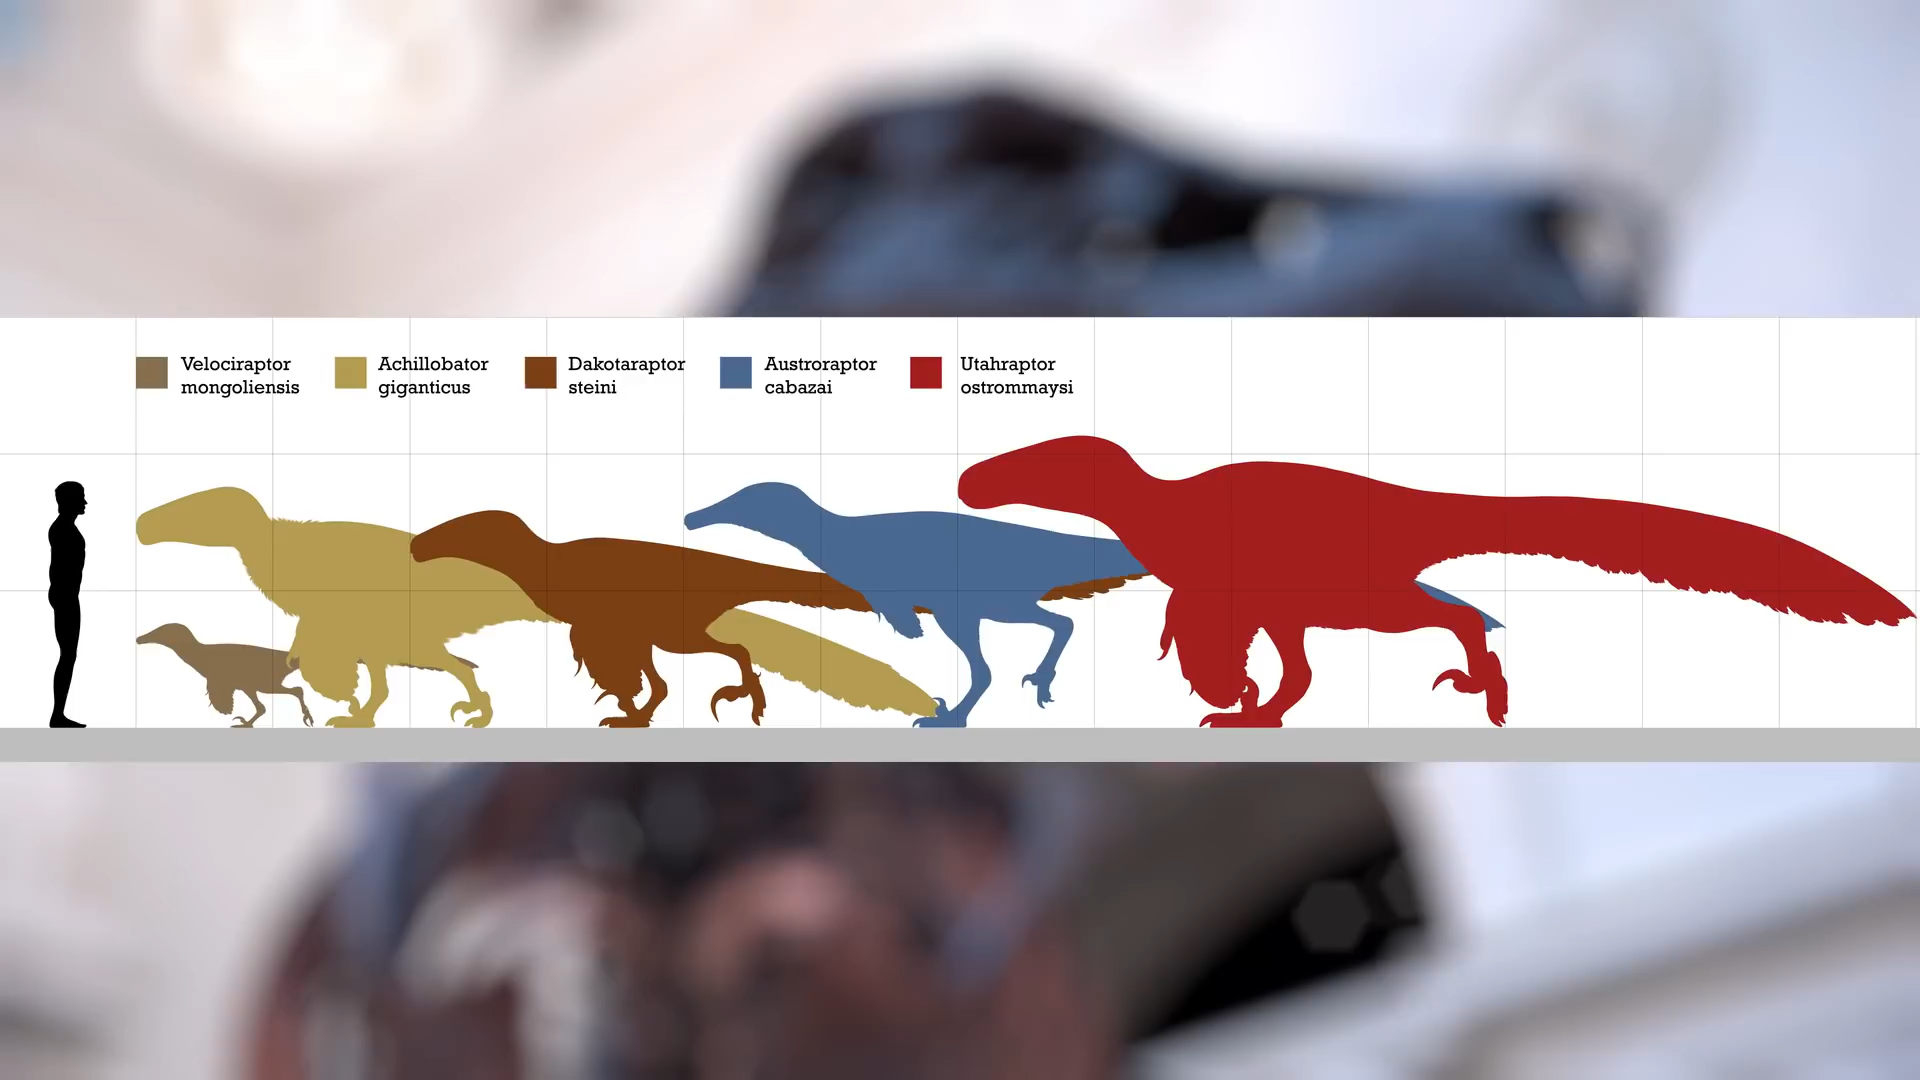 Velociraptor
mongoliensis
Achillobator
giganticus
Dakotaraptor
steini
Austroraptor
cabazai
Utahraptor
ostrommaysi